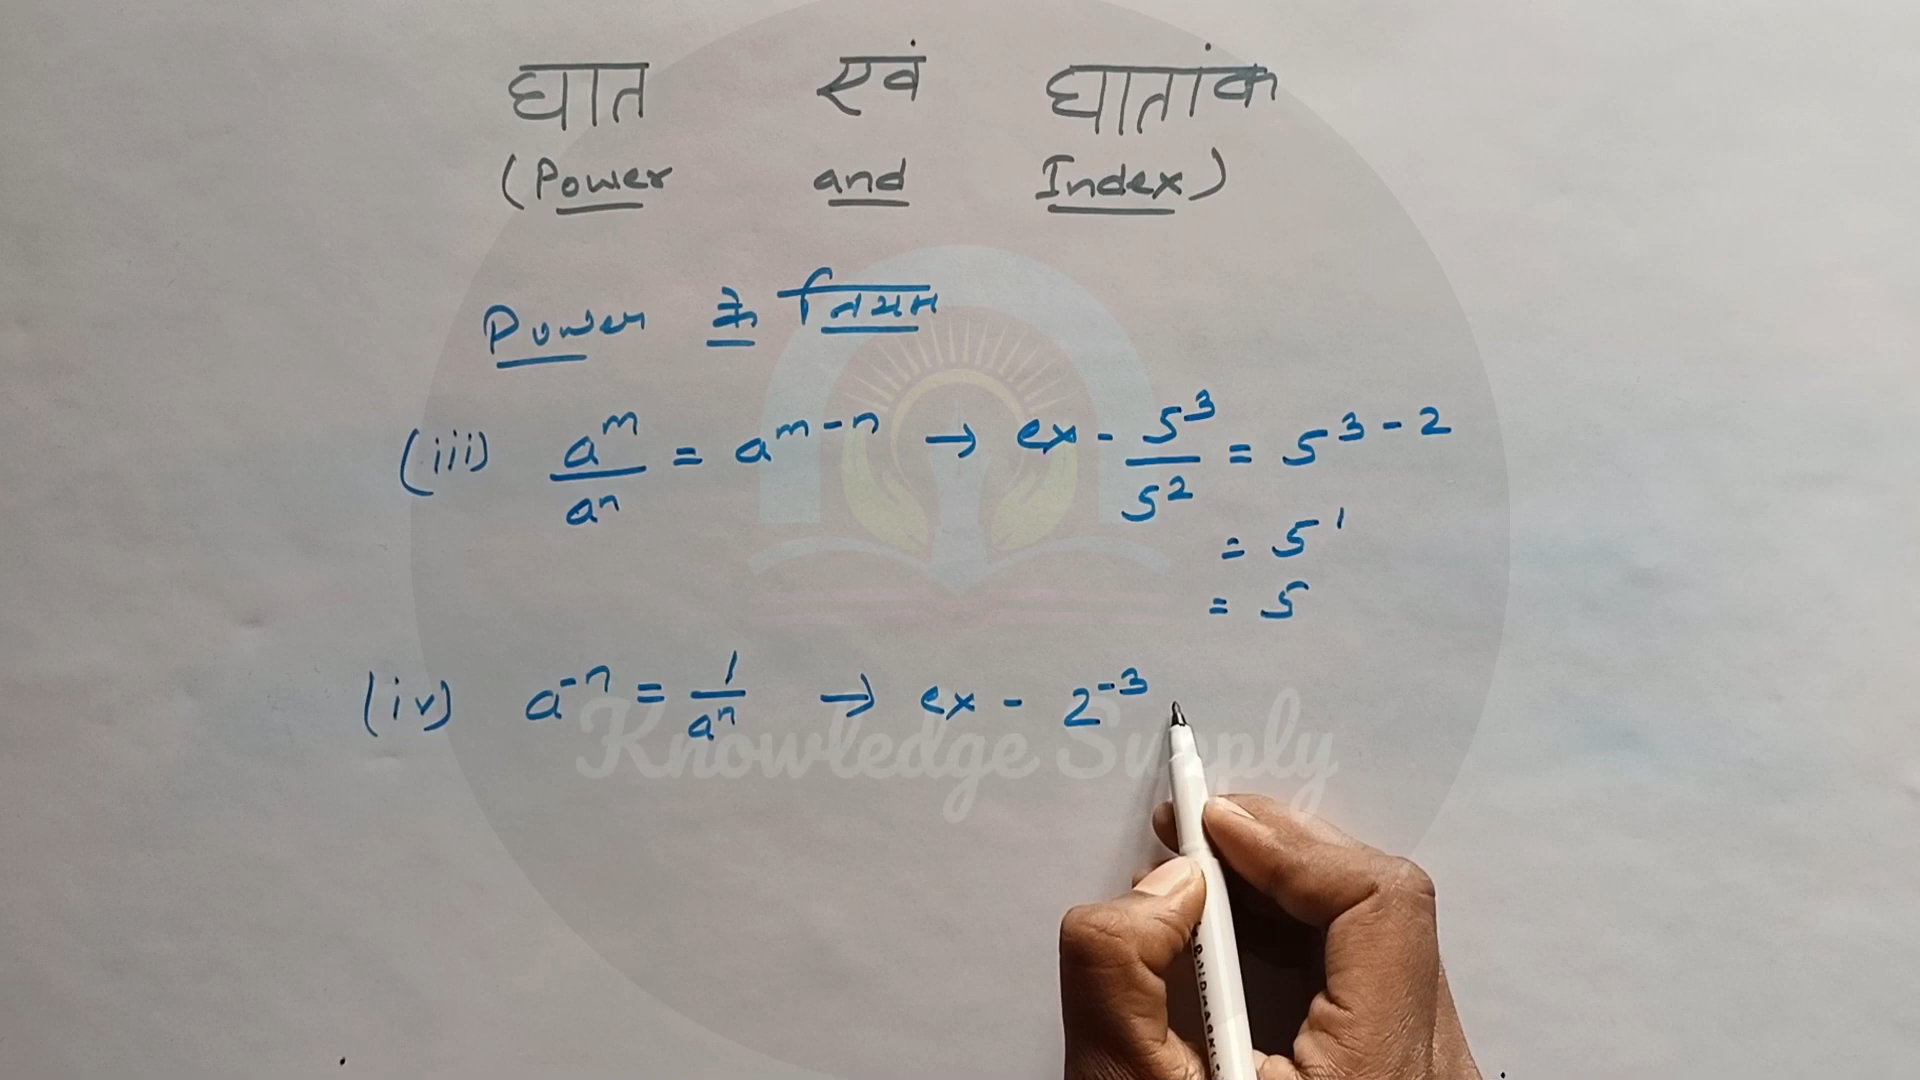 घात एवं घातांक
(Power and Index)
Power के नियम
(iii) a^m/a^n = a^(m-n) → ex - 5^3/5^2 = 5^(3-2)
= 5^1
= 5
(iv) a^-n = 1/a^n → ex - 2^-3
Knowledge Supply